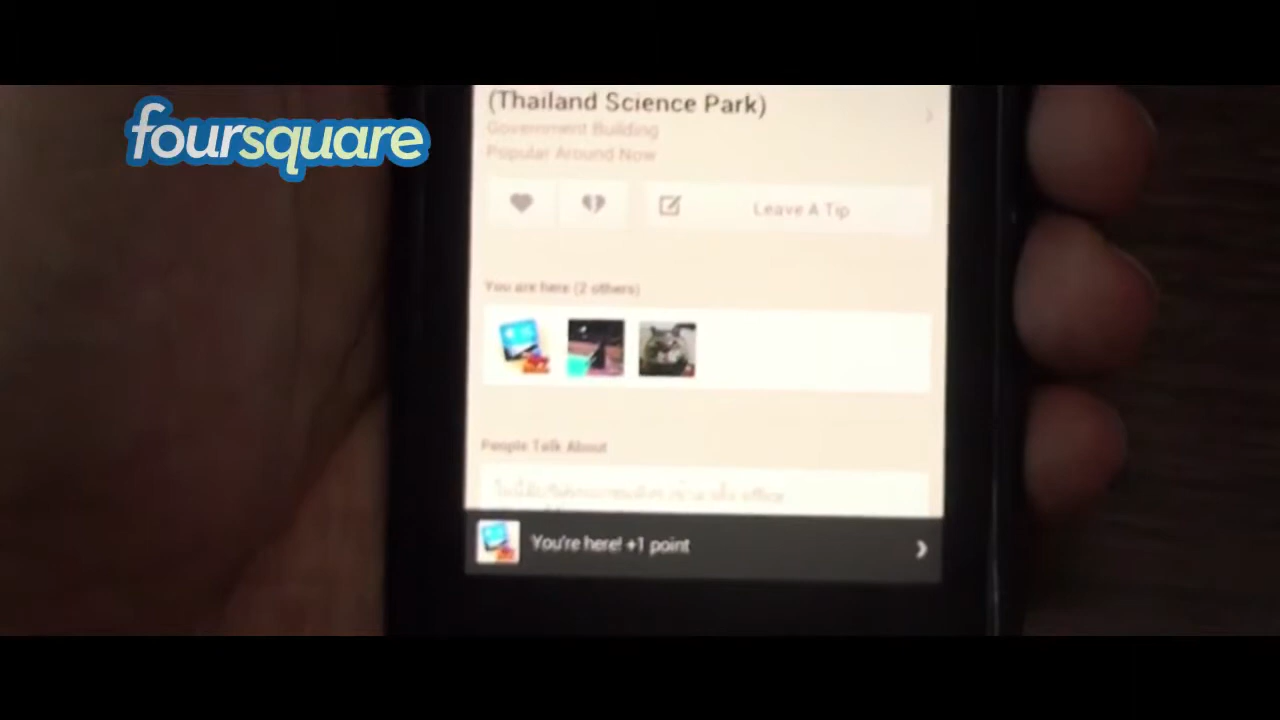 foursquare
(Thailand Science Park)
Government Building
Popular Around Now
Leave A Tip
You are here (2 others)
People Talk About
office
You're here! +1 point